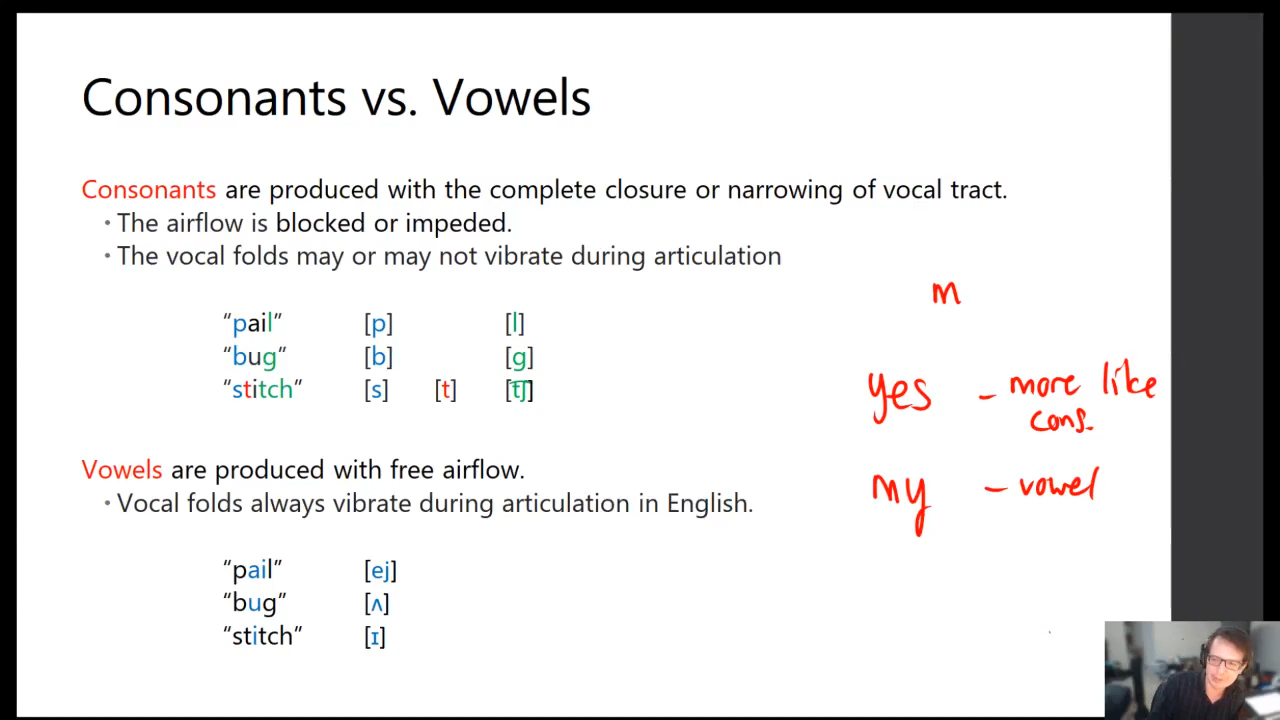 Consonants vs. Vowels
Consonants are produced with the complete closure or narrowing of vocal tract.
• The airflow is blocked or impeded.
• The vocal folds may or may not vibrate during articulation
m
“pail” [p] [l]
“bug” [b] [g]
“stitch” [s] [t] [t͡ʃ]
yes – more like
cons.
Vowels are produced with free airflow.
• Vocal folds always vibrate during articulation in English.
my – vowel
“pail” [ej]
“bug” [ʌ]
“stitch” [ɪ]